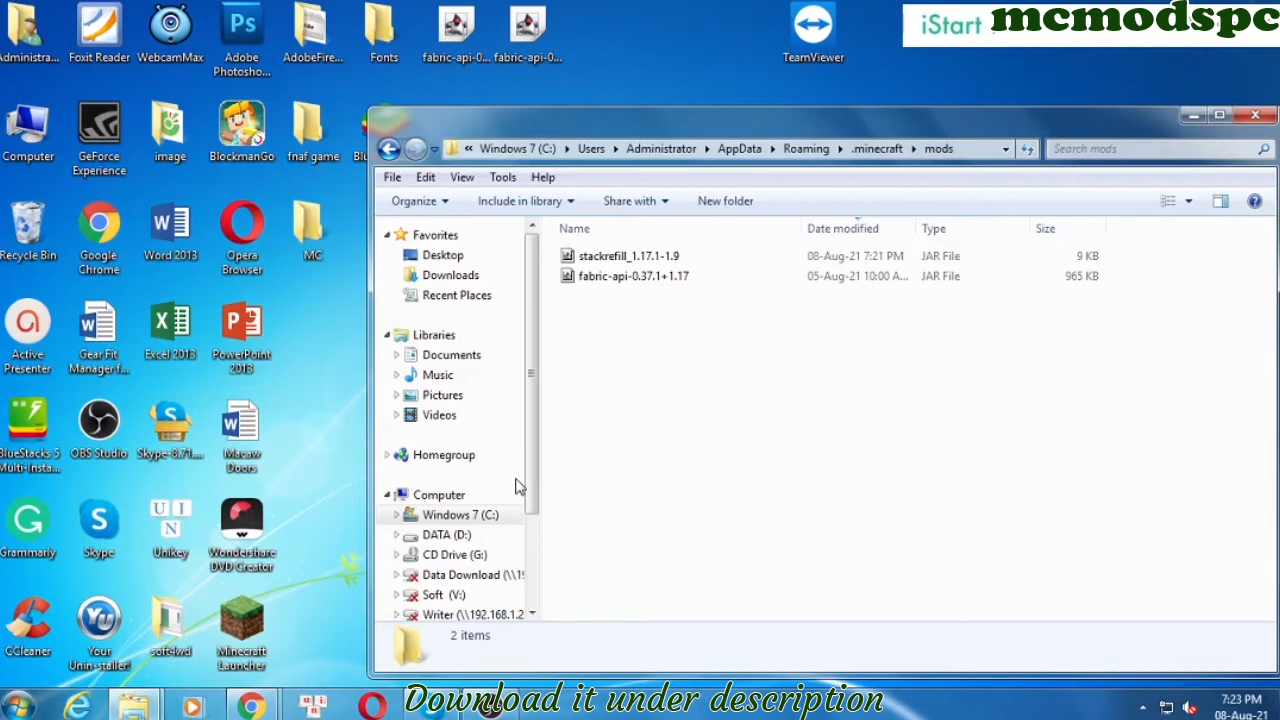 Administra...
Foxit Reader
WebcamMax
Adobe Photosho...
AdobeFire...
Fonts
fabric-api-0...
fabric-api-0...
TeamViewer
iStart
mcmodspc
Computer
GeForce Experience
image
BlockmanGo
fnaf game
Recycle Bin
Google Chrome
Word 2013
Opera Browser
MC
Active Presenter
Gear Fit Manager f...
Excel 2013
PowerPoint 2013
BlueStacks 5 Multi-Insta...
OBS Studio
Skype-8.71....
Macaw Doors
Grammarly
Skype
Unikey
Wondershare DVD Creator
CCleaner
Your Unin-staller!
soft4wd
Minecraft Launcher
« Windows 7 (C:) Users Administrator AppData Roaming .minecraft mods
Search mods
File Edit View Tools Help
Organize Include in library Share with New folder
Name Date modified Type Size
stackrefill_1.17.1-1.9 08-Aug-21 7:21 PM JAR File 9 KB
fabric-api-0.37.1+1.17 05-Aug-21 10:00 A... JAR File 965 KB
Favorites
Desktop
Downloads
Recent Places
Libraries
Documents
Music
Pictures
Videos
Homegroup
Computer
Windows 7 (C:)
DATA (D:)
CD Drive (G:)
Data Download (\\19
Soft (V:)
Writer (\\192.168.1.2
2 items
Download it under description
7:23 PM
08-Aug-21